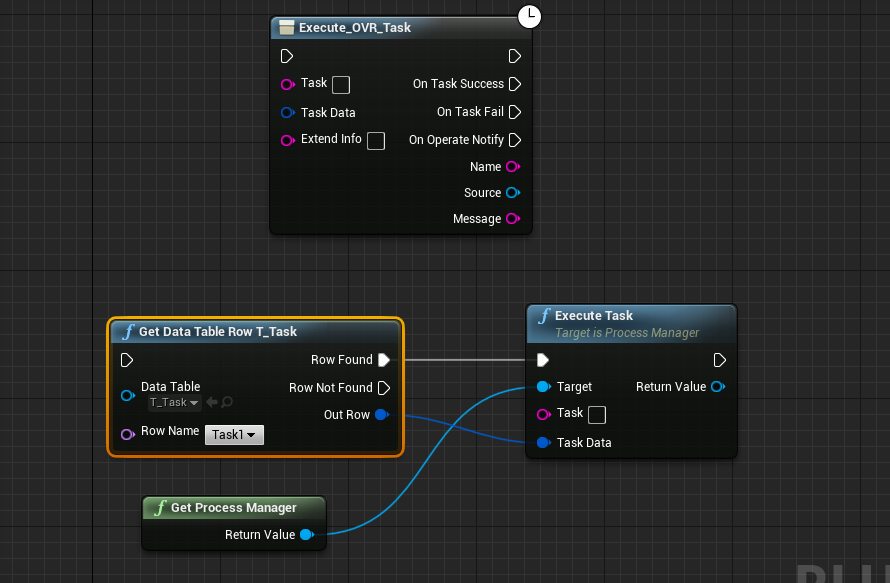 Execute_OVR_Task
Task
On Task Success
Task Data
On Task Fail
Extend Info
On Operate Notify
Name
Source
Message
f Get Data Table Row T_Task
Row Found
Data Table
T_Task
Row Not Found
Out Row
Row Name
Task1
f Execute Task
Target is Process Manager
Target
Return Value
Task
Task Data
f Get Process Manager
Return Value